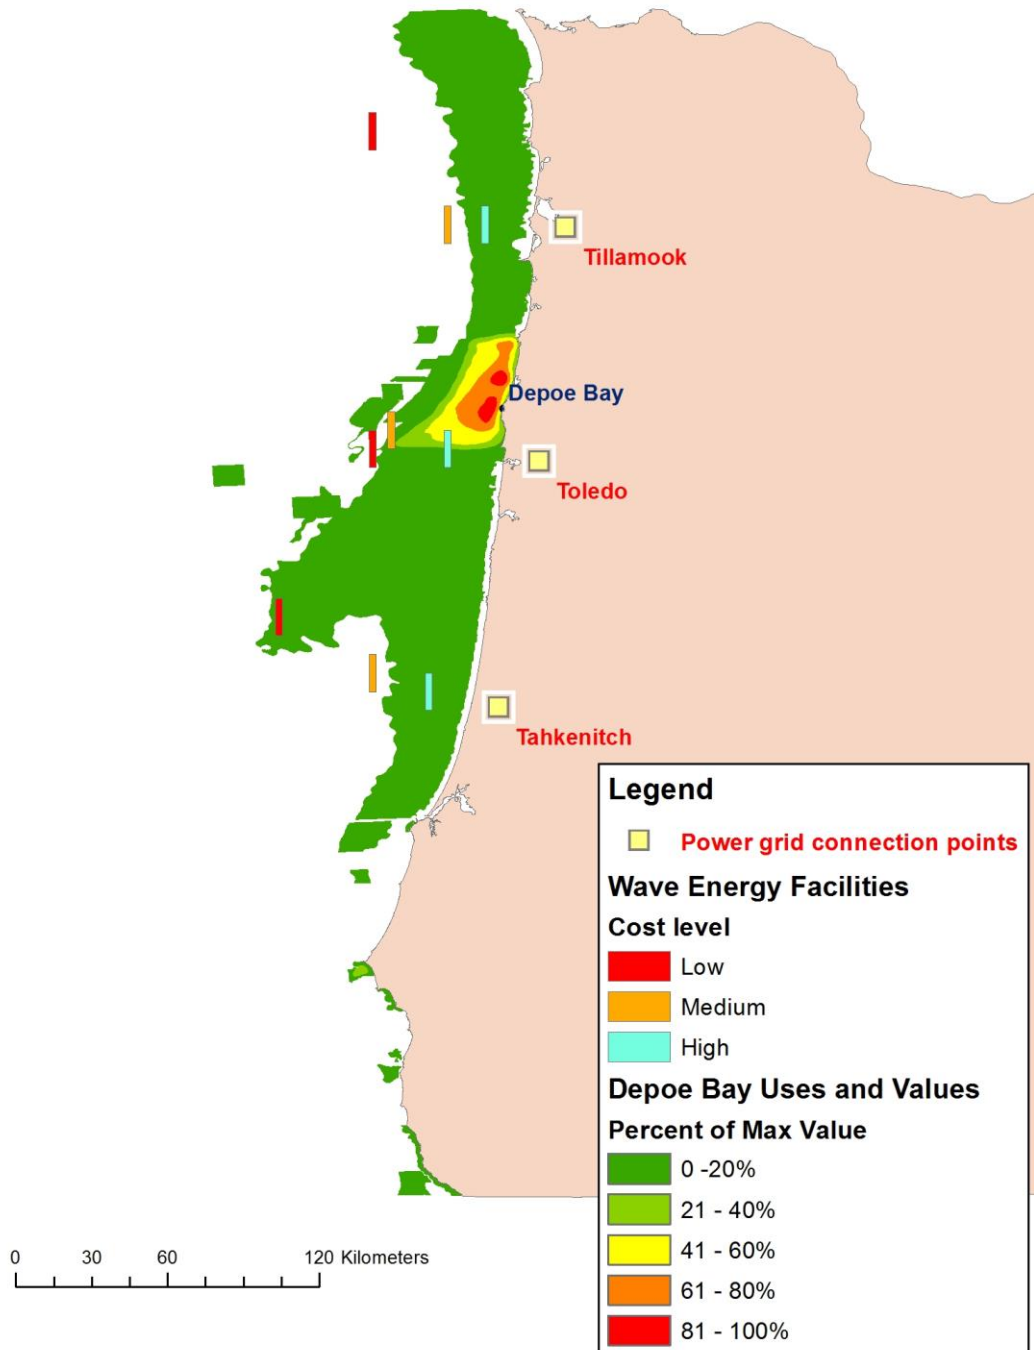 Tillamook
Depoe Bay
Toledo
Tahkenitch
Legend
Power grid connection points
Wave Energy Facilities
Cost level
Low
Medium
High
Depoe Bay Uses and Values
Percent of Max Value
0 -20%
21 - 40%
41 - 60%
61 - 80%
81 - 100%
0 30 60 120 Kilometers